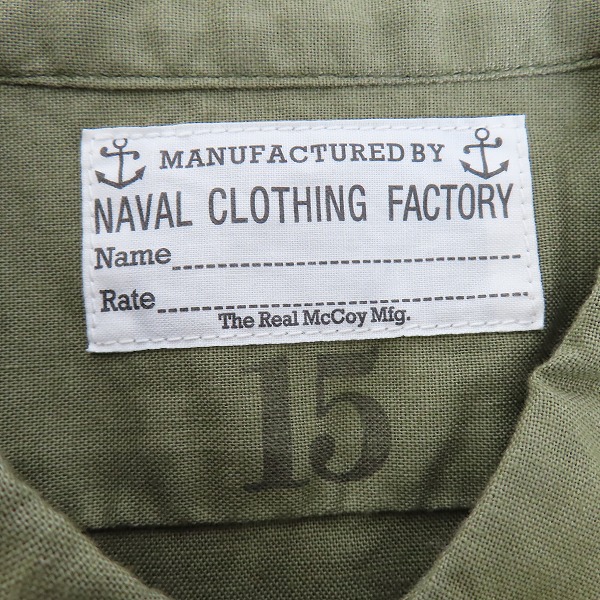 MANUFACTURED BY
NAVAL CLOTHING FACTORY
Name
Rate
The Real McCoy Mfg.
15